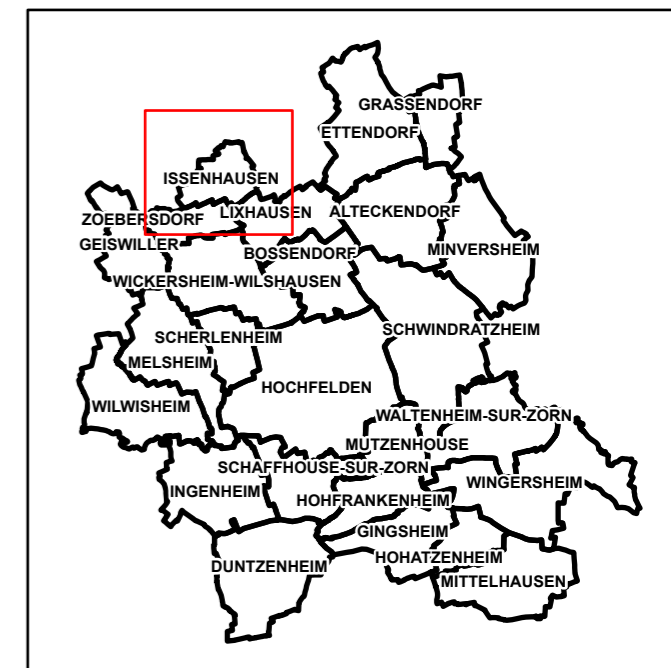 GRASSENDORF
ETTENDORF
ISSENHAUSEN
ZOEBERSDORF
LIXHAUSEN
ALTECKENDORF
GEISWILLER
BOSSENDORF
MINVERSHEIM
WICKERSHEIM-WILSHAUSEN
SCHERLENHEIM
SCHWINDRATZHEIM
MELSHEIM
HOCHFELDEN
WILWISHEIM
WALTENHEIM-SUR-ZORN
MUTZENHOUSE
SCHAFFHOUSE-SUR-ZORN
INGENHEIM
WINGERSHEIM
HOHFRANKENHEIM
GINGSHEIM
DUNTZENHEIM
HOHATZENHEIM
MITTELHAUSEN